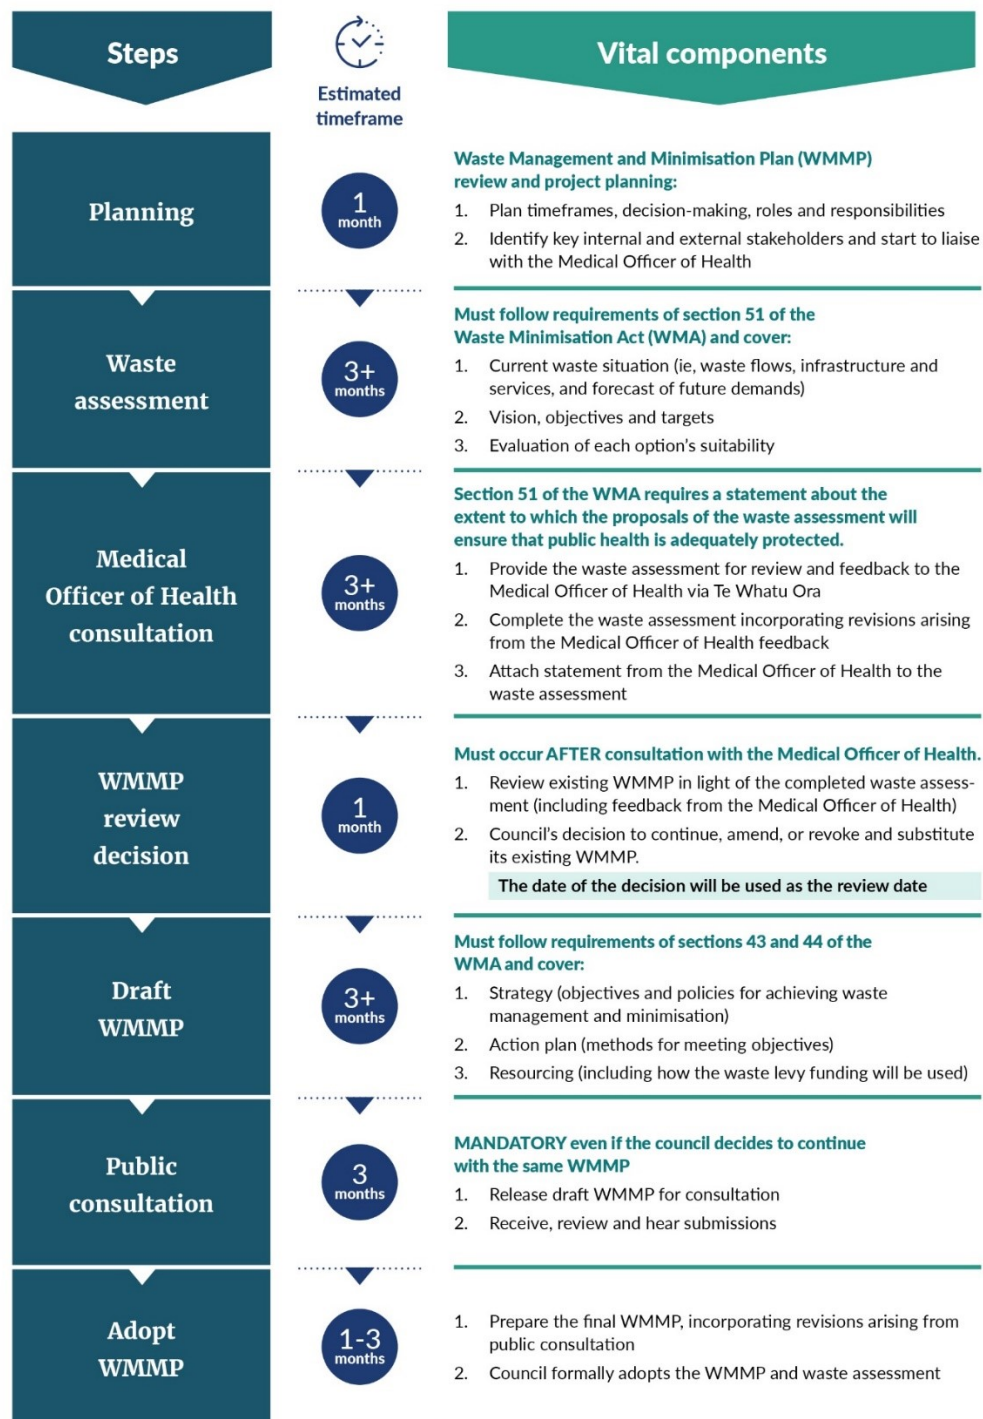 Steps
Estimated
timeframe
Vital components
Planning
1
month
Waste Management and Minimisation Plan (WMMP)
review and project planning:
1. Plan timeframes, decision-making, roles and responsibilities
2. Identify key internal and external stakeholders and start to liaise
with the Medical Officer of Health
Waste
assessment
3+
months
Must follow requirements of section 51 of the
Waste Minimisation Act (WMA) and cover:
1. Current waste situation (ie, waste flows, infrastructure and
services, and forecast of future demands)
2. Vision, objectives and targets
3. Evaluation of each option's suitability
Medical
Officer of Health
consultation
3+
months
Section 51 of the WMA requires a statement about the
extent to which the proposals of the waste assessment will
ensure that public health is adequately protected.
1. Provide the waste assessment for review and feedback to the
Medical Officer of Health via Te Whatu Ora
2. Complete the waste assessment incorporating revisions arising
from the Medical Officer of Health feedback
3. Attach statement from the Medical Officer of Health to the
waste assessment
WMMP
review
decision
1
month
Must occur AFTER consultation with the Medical Officer of Health.
1. Review existing WMMP in light of the completed waste assess-
ment (including feedback from the Medical Officer of Health)
2. Council's decision to continue, amend, or revoke and substitute
its existing WMMP.
The date of the decision will be used as the review date
Draft
WMMP
3+
months
Must follow requirements of sections 43 and 44 of the
WMA and cover:
1. Strategy (objectives and policies for achieving waste
management and minimisation)
2. Action plan (methods for meeting objectives)
3. Resourcing (including how the waste levy funding will be used)
Public
consultation
3
months
MANDATORY even if the council decides to continue
with the same WMMP
1. Release draft WMMP for consultation
2. Receive, review and hear submissions
Adopt
WMMP
1-3
months
1. Prepare the final WMMP, incorporating revisions arising from
public consultation
2. Council formally adopts the WMMP and waste assessment